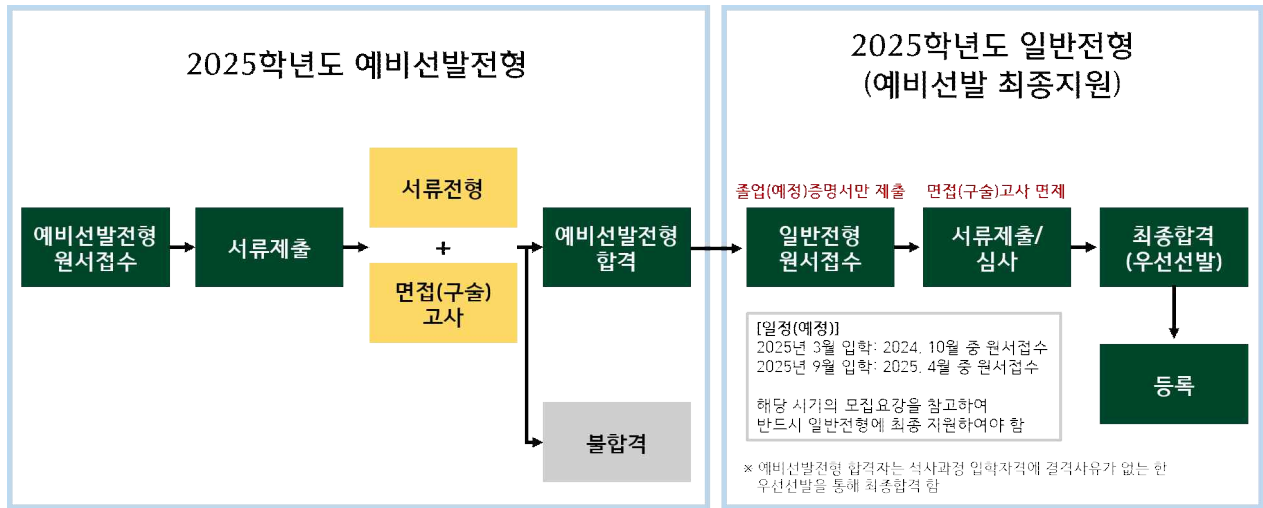 2025학년도 예비선발전형
예비선발전형
원서접수
서류제출
서류전형
+
면접(구술)
고사
예비선발전형
합격
불합격
2025학년도 일반전형
(예비선발 최종지원)
졸업(예정)증명서만 제출
면접(구술)고사 면제
일반전형
원서접수
서류제출/
심사
최종합격
(우선선발)
등록
[일정(예정)]
2025년 3월 입학: 2024. 10월 중 원서접수
2025년 9월 입학: 2025. 4월 중 원서접수
해당 시기의 모집요강을 참고하여
반드시 일반전형에 최종 지원하여야 함
※ 예비선발전형 합격자는 석사과정 입학자격에 결격사유가 없는 한
우선선발을 통해 최종합격 함